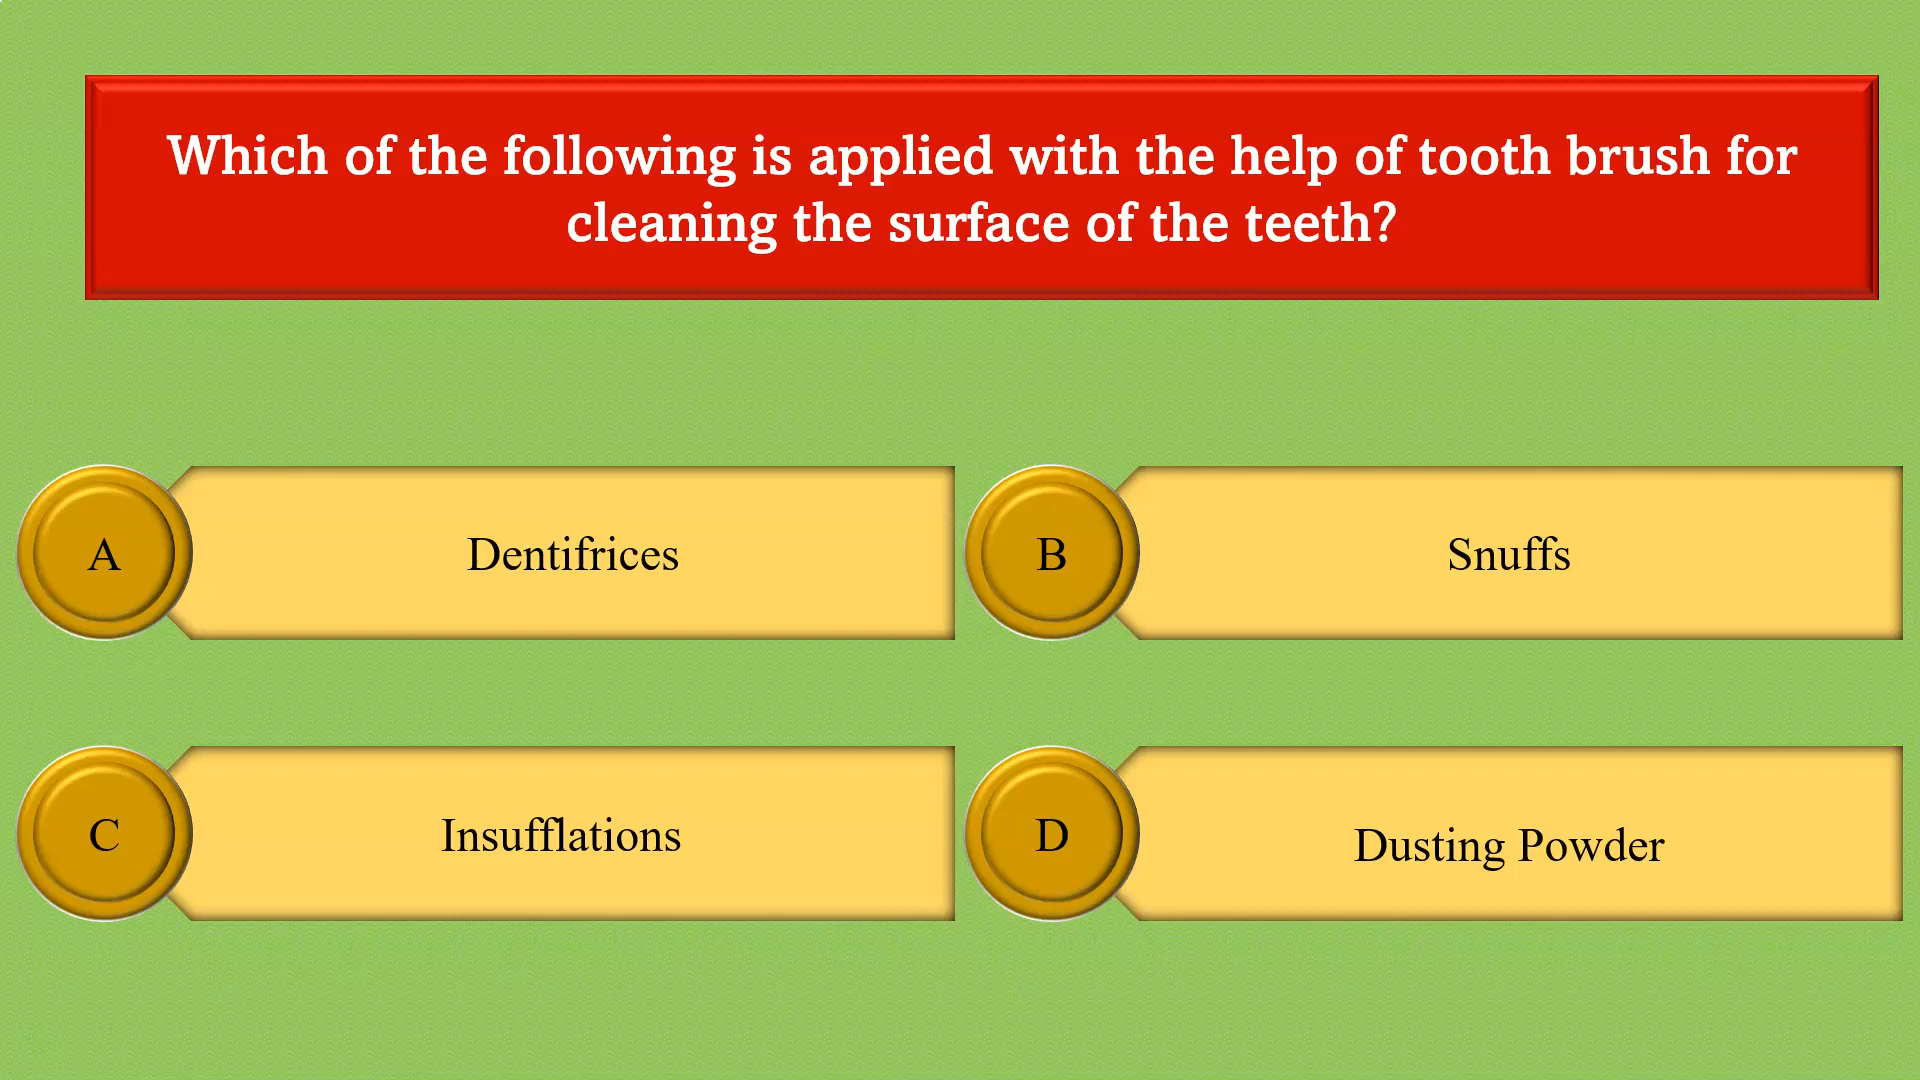 Which of the following is applied with the help of tooth brush for
cleaning the surface of the teeth?
A
Dentifrices
B
Snuffs
C
Insufflations
D
Dusting Powder